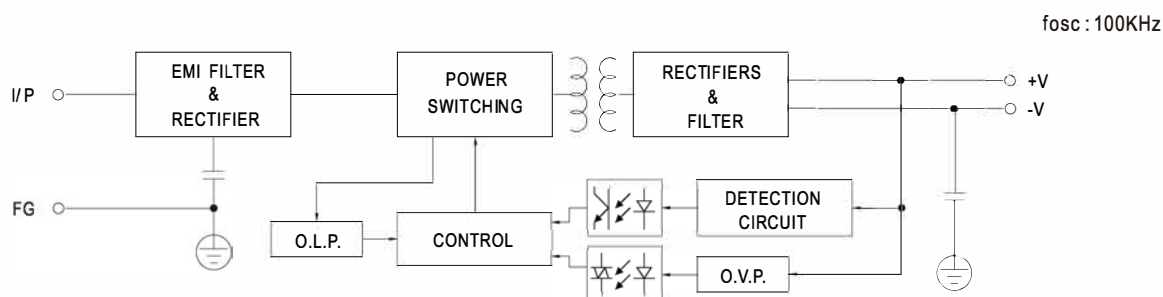 fosc : 100KHz
I/P
EMI FILTER
&
RECTIFIER
POWER
SWITCHING
RECTIFIERS
&
FILTER
+V
-V
FG
O.L.P.
CONTROL
DETECTION
CIRCUIT
O.V.P.